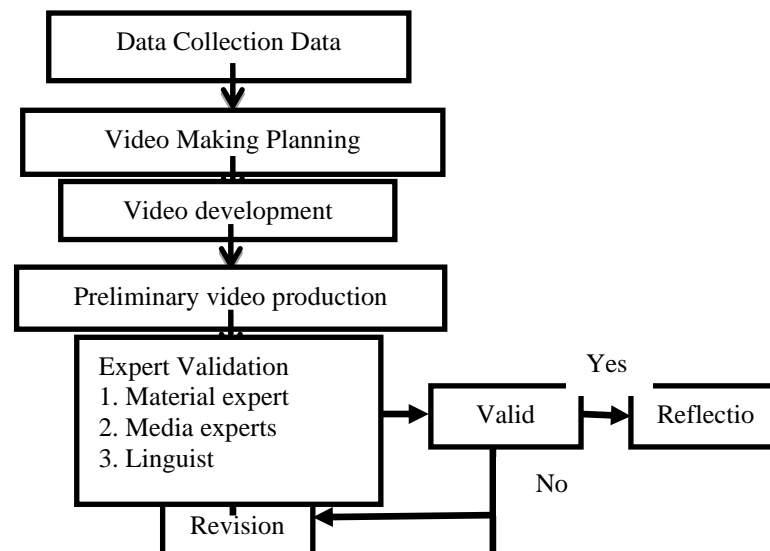 Data Collection Data
Video Making Planning
Video development
Preliminary video production
Expert Validation
1. Material expert
2. Media experts
3. Linguist
Yes
Valid
Reflectio
No
Revision